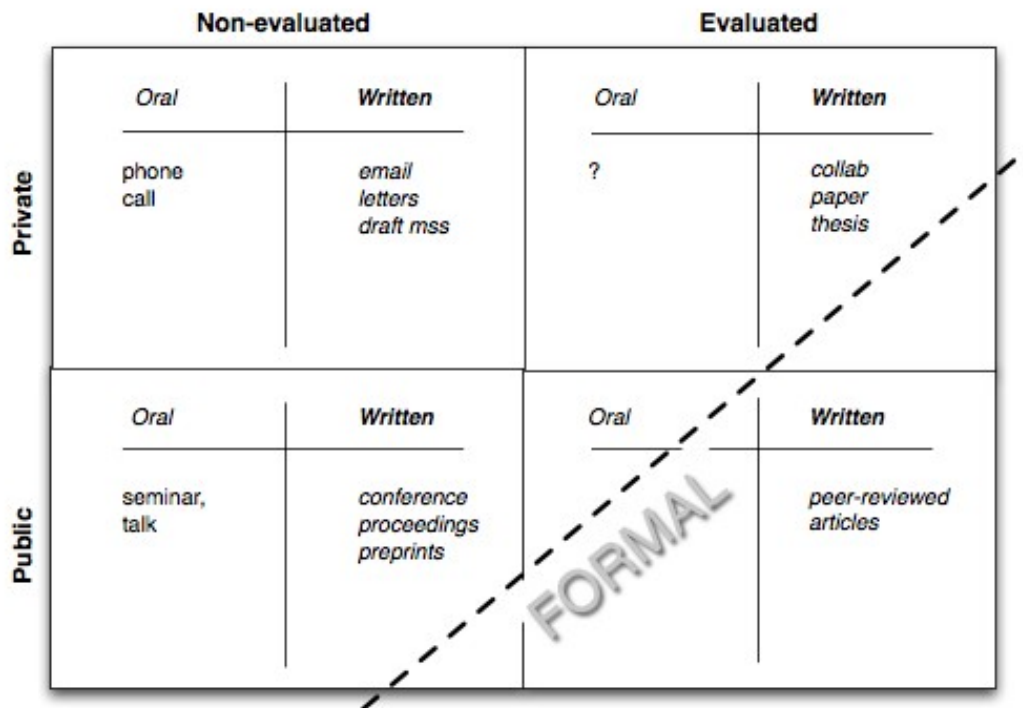 Non-evaluated
Evaluated
Private
Oral
Written
phone
call
email
letters
draft mss
Oral
Written
?
collab
paper
thesis
Public
Oral
Written
seminar,
talk
conference
proceedings
preprints
Oral
Written
peer-reviewed
articles
FORMAL